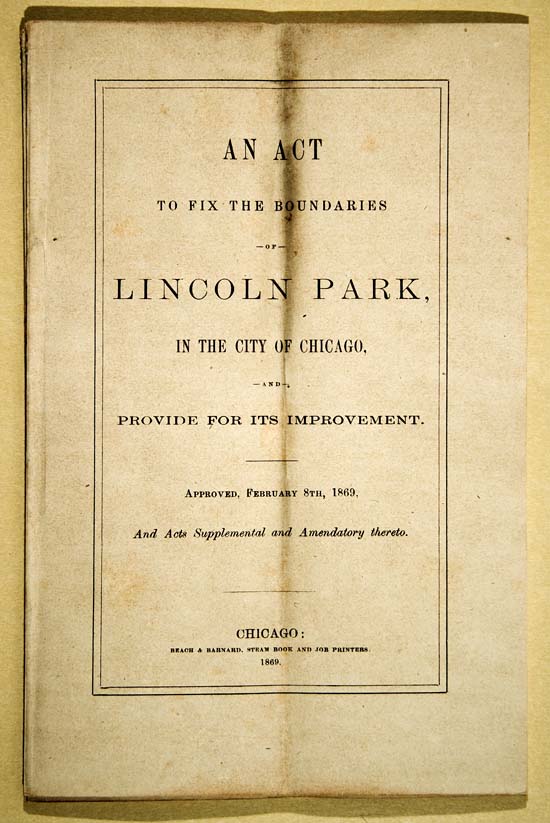 AN ACT
TO FIX THE BOUNDARIES
—OF—
LINCOLN PARK,
IN THE CITY OF CHICAGO,
—AND—
PROVIDE FOR ITS IMPROVEMENT.
APPROVED, FEBRUARY 8TH, 1869,
And Acts Supplemental and Amendatory thereto.
CHICAGO:
BEACH & BARNARD, STEAM BOOK AND JOB PRINTERS.
1869.